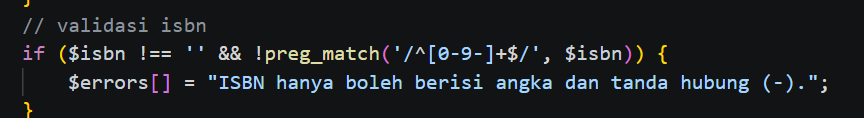 }
// validasi isbn
if ($isbn !== '' && !preg_match('/^[0-9-]+$/', $isbn)) {
    $errors[] = "ISBN hanya boleh berisi angka dan tanda hubung (-).";
}